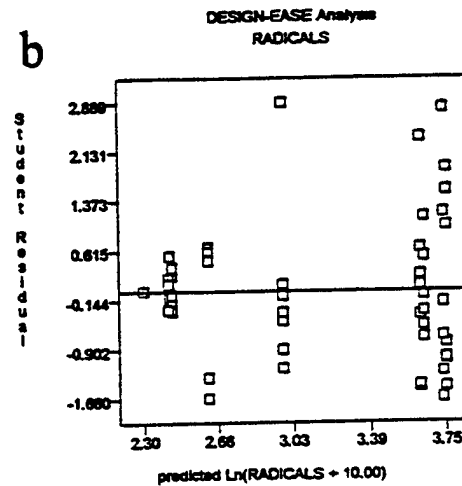 DESIGN-EASE Analysis
RADICALS
b
Student Residual
2.889
2.131
1.373
0.615
-0.144
-0.902
-1.660
2.30 2.66 3.03 3.39 3.75
predicted Ln(RADICALS + 10.00)